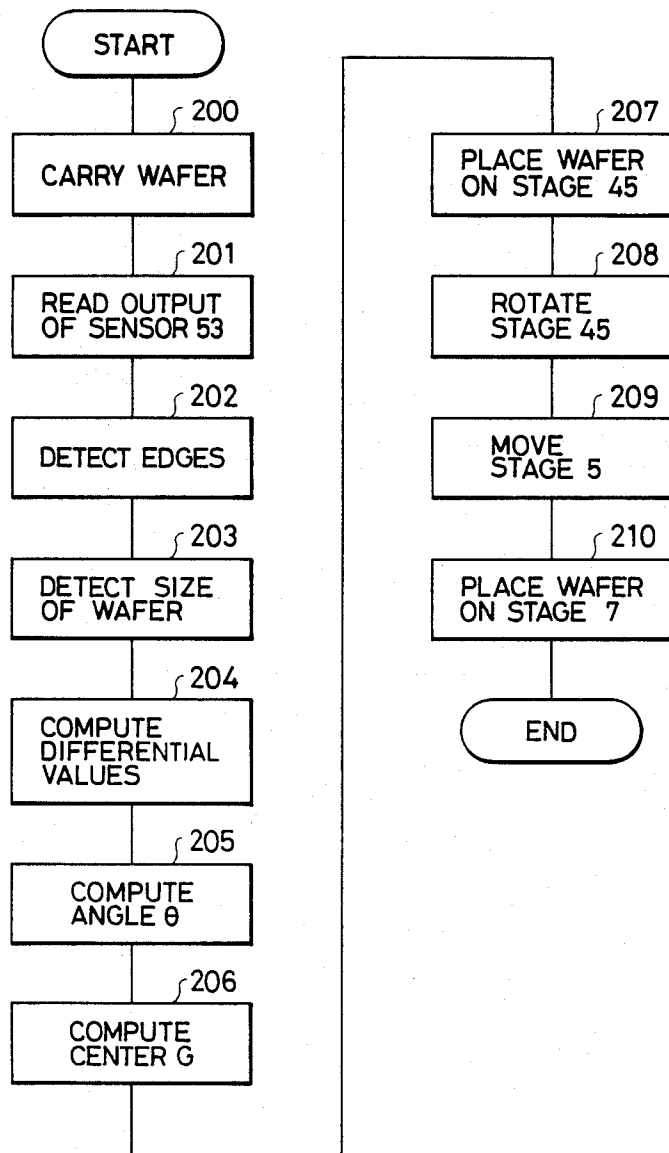 START
200
CARRY WAFER
201
READ OUTPUT
OF SENSOR 53
202
DETECT EDGES
203
DETECT SIZE
OF WAFER
204
COMPUTE
DIFFERENTIAL
VALUES
205
COMPUTE
ANGLE θ
206
COMPUTE
CENTER G
207
PLACE WAFER
ON STAGE 45
208
ROTATE
STAGE 45
209
MOVE
STAGE 5
210
PLACE WAFER
ON STAGE 7
END